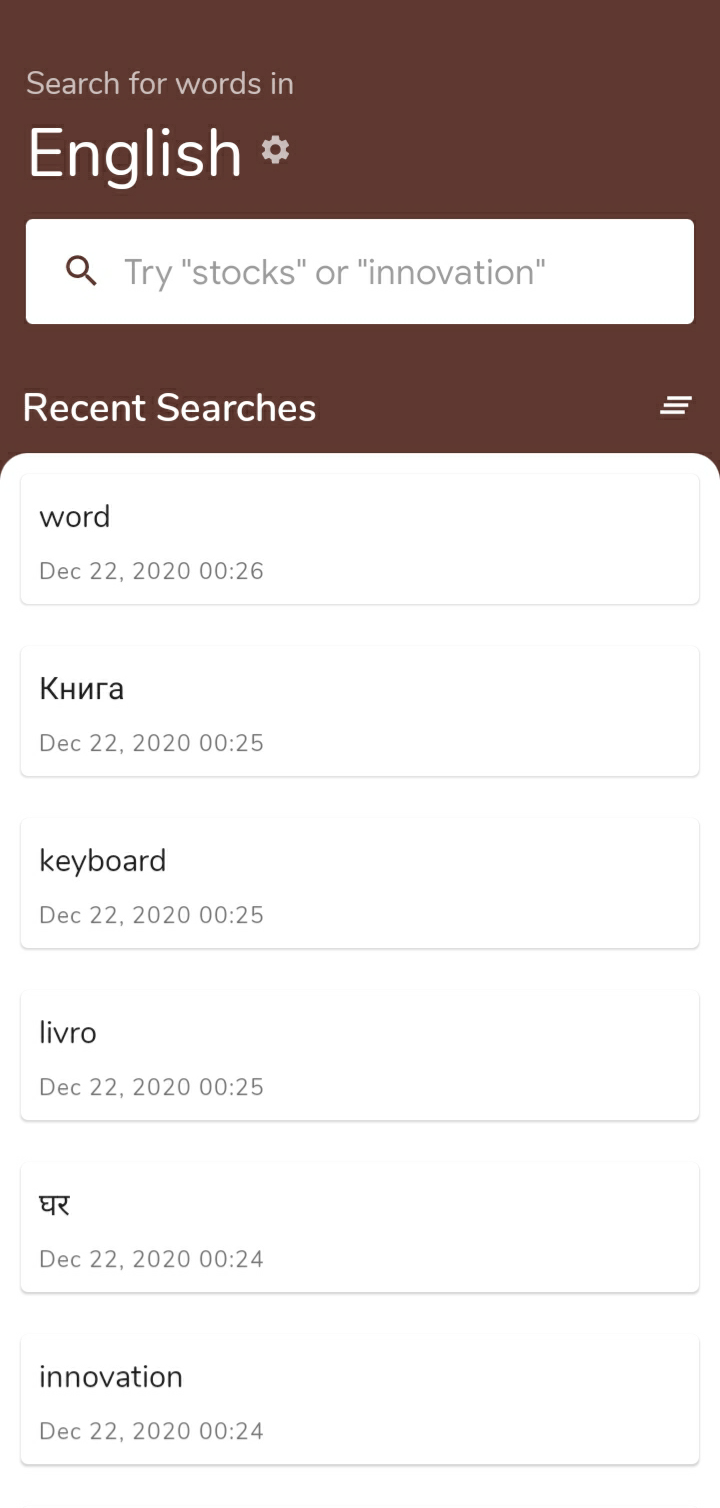 Search for words in
English
Try "stocks" or "innovation"
Recent Searches
word
Dec 22, 2020 00:26
Книга
Dec 22, 2020 00:25
keyboard
Dec 22, 2020 00:25
livro
Dec 22, 2020 00:25
घर
Dec 22, 2020 00:24
innovation
Dec 22, 2020 00:24